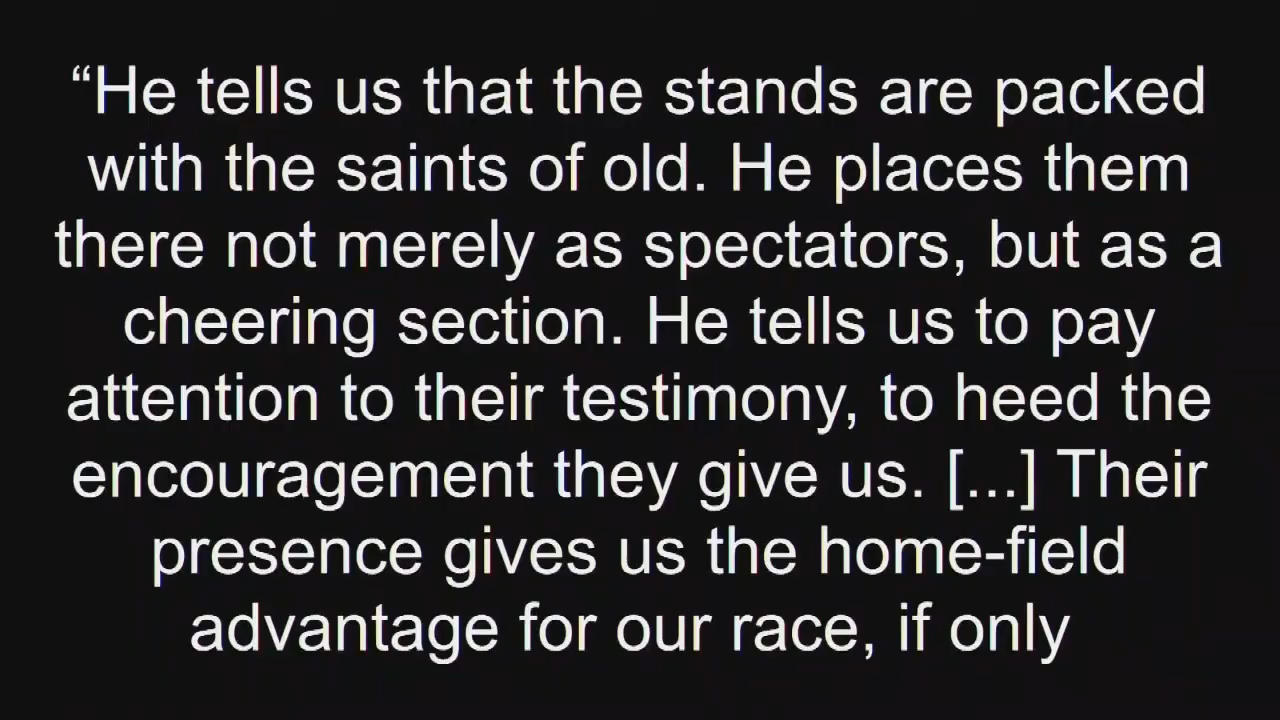 “He tells us that the stands are packed
with the saints of old. He places them
there not merely as spectators, but as a
cheering section. He tells us to pay
attention to their testimony, to heed the
encouragement they give us. [...] Their
presence gives us the home-field
advantage for our race, if only